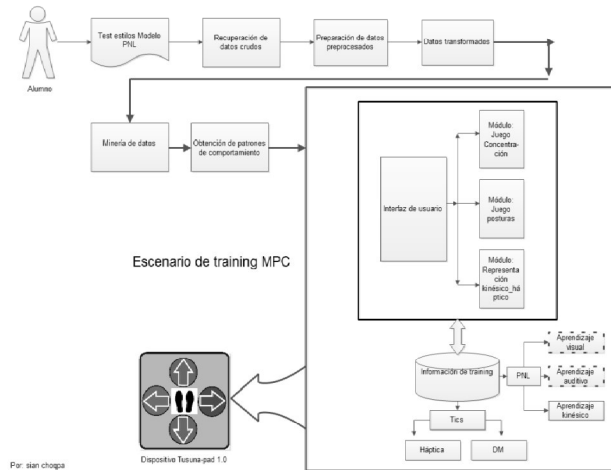 Test estilos Modelo
PNL
Recuperación de
datos crudos
Preparación de datos
preprocesados
Datos transformados
Alumno
Minería de datos
Obtención de patrones
de comportamiento
Módulo:
Juego
Concentra-
ción
Interfaz de usuario
Módulo:
Juego
posturas
Módulo:
Representa
ción
kinésico_há
ptico
Escenario de training MPC
Información de training
PNL
Aprendizaje
visual
Aprendizaje
auditivo
Aprendizaje
kinésico
Tics
Háptica
DM
Dispositivo Tusuna-pad 1.0
Por: sian chogpa